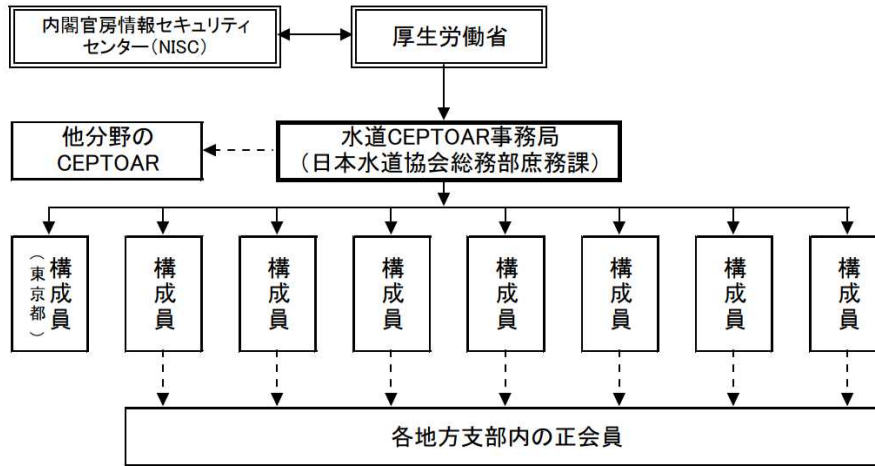 内閣官房情報セキュリティ
センター(NISC)
厚生労働省
他分野の
CEPTOAR
水道CEPTOAR事務局
(日本水道協会総務部庶務課)
構成員
(東京都)
構成員
構成員
構成員
構成員
構成員
構成員
構成員
各地方支部内の正会員